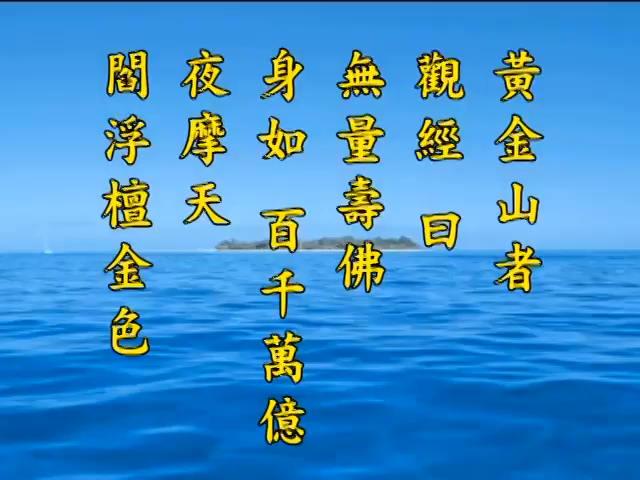 黃金山者
觀經 曰
無量壽佛
身如 百千萬億
夜摩天
閻浮檀金色